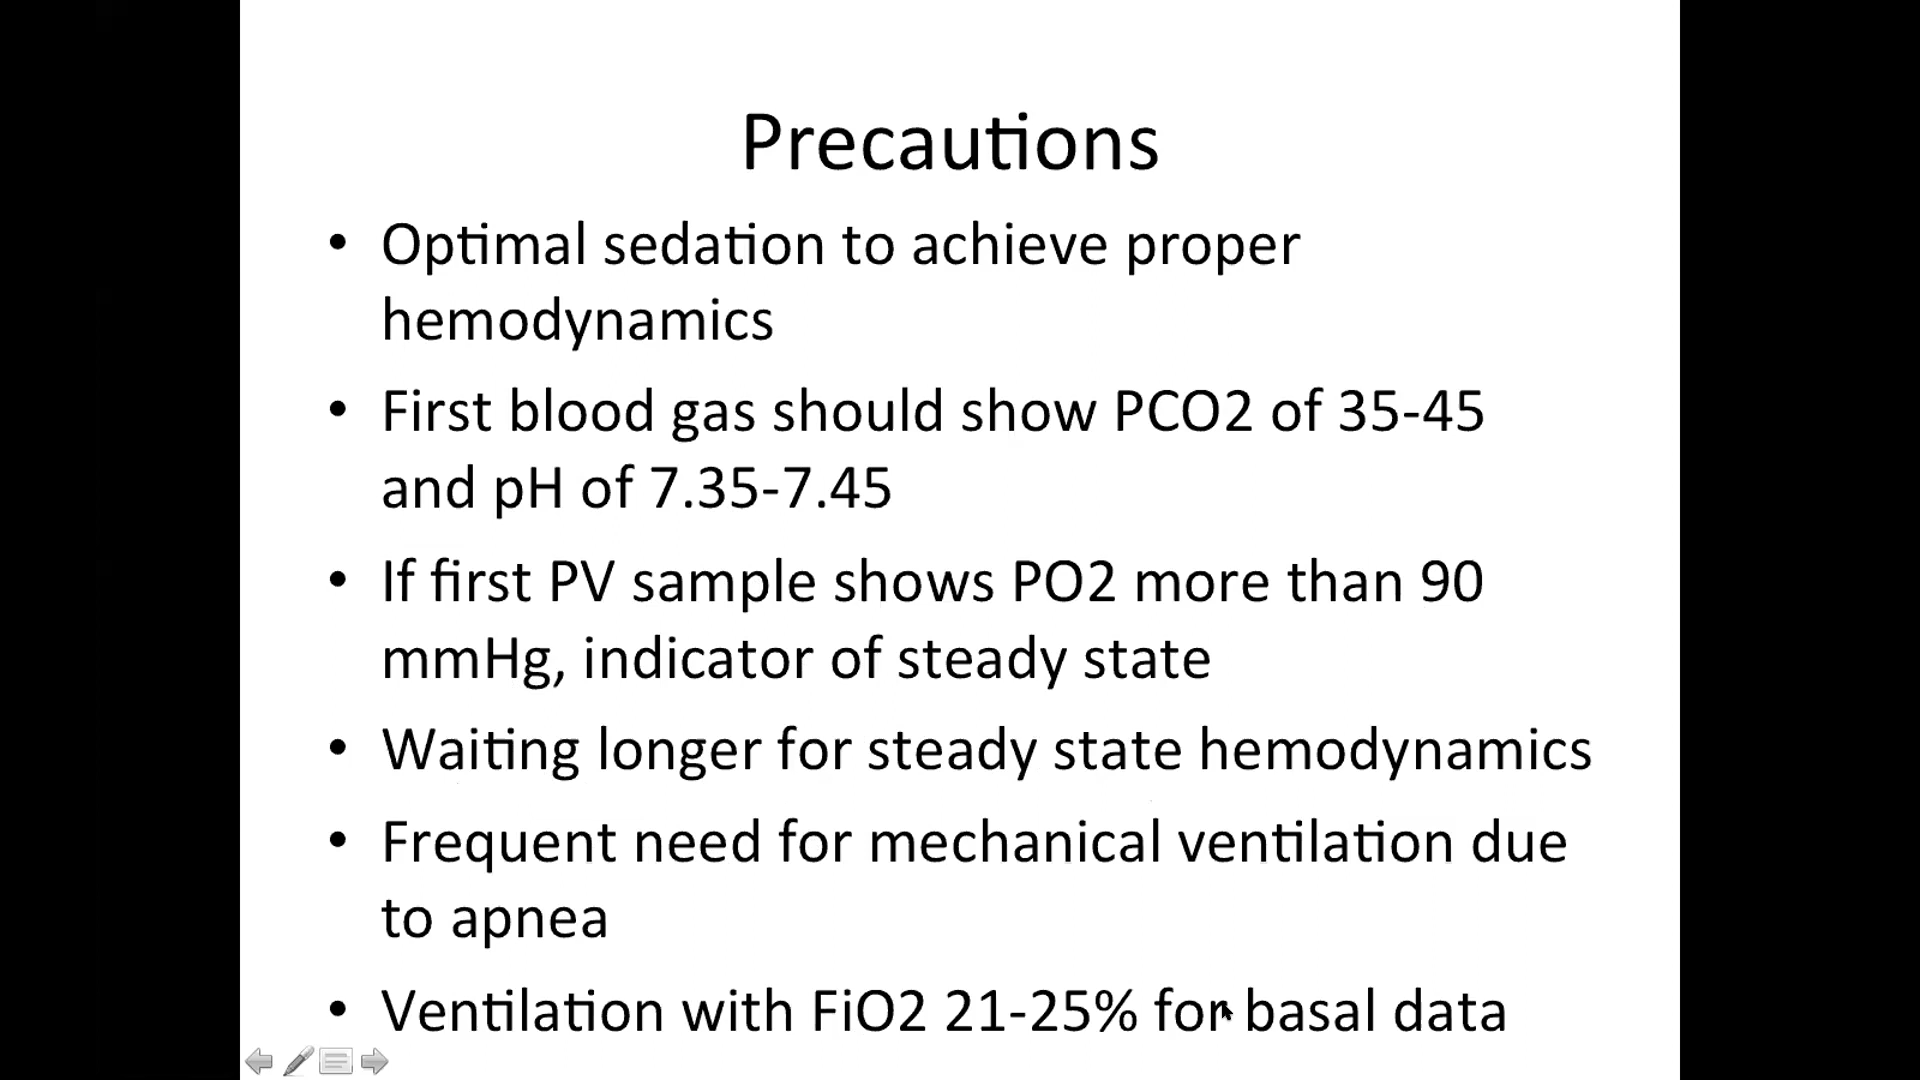 Precautions
• Optimal sedation to achieve proper
hemodynamics
• First blood gas should show PCO2 of 35-45
and pH of 7.35-7.45
• If first PV sample shows PO2 more than 90
mmHg, indicator of steady state
• Waiting longer for steady state hemodynamics
• Frequent need for mechanical ventilation due
to apnea
• Ventilation with FiO2 21-25% for basal data